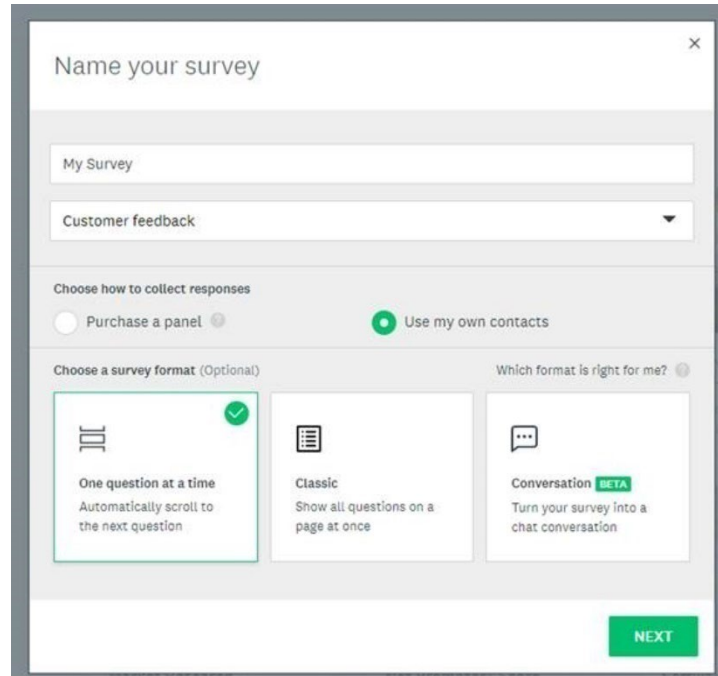 ×
Name your survey
My Survey
Customer feedback
Choose how to collect responses
Purchase a panel ?
Use my own contacts
Choose a survey format (Optional)
Which format is right for me? ?
One question at a time
Automatically scroll to
the next question
Classic
Show all questions on a
page at once
Conversation BETA
Turn your survey into a
chat conversation
NEXT